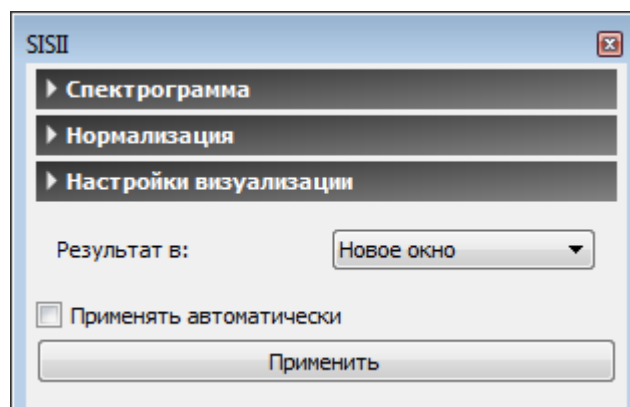 SISII
Спектрограмма
Нормализация
Настройки визуализации
Результат в: Новое окно
Применять автоматически
Применить